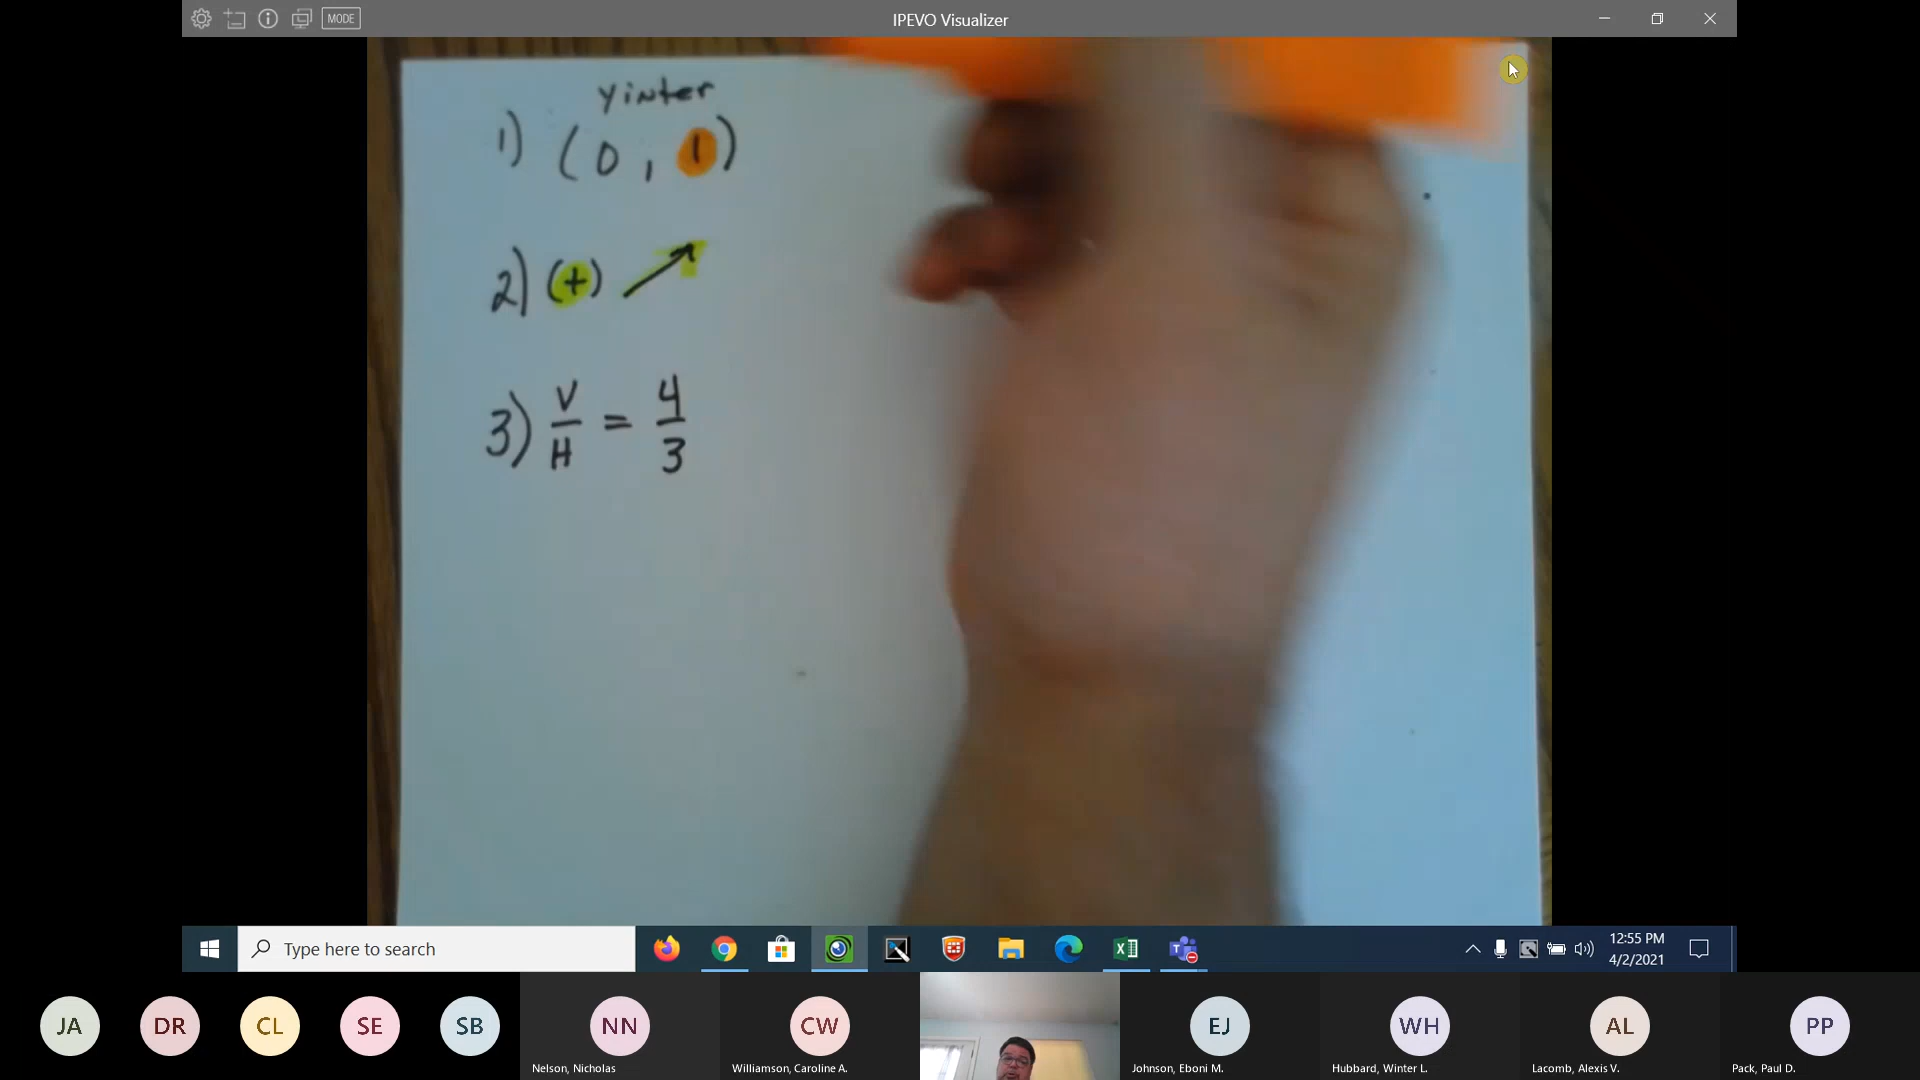 MODE
IPEVO Visualizer
Yinter
1) (0, 1)
2) (+)
3) V/H = 4/3
Type here to search
12:55 PM
4/2/2021
JA
DR
CL
SE
SB
NN
Nelson, Nicholas
CW
Williamson, Caroline A.
EJ
Johnson, Eboni M.
WH
Hubbard, Winter L.
AL
Lacomb, Alexis V.
PP
Pack, Paul D.